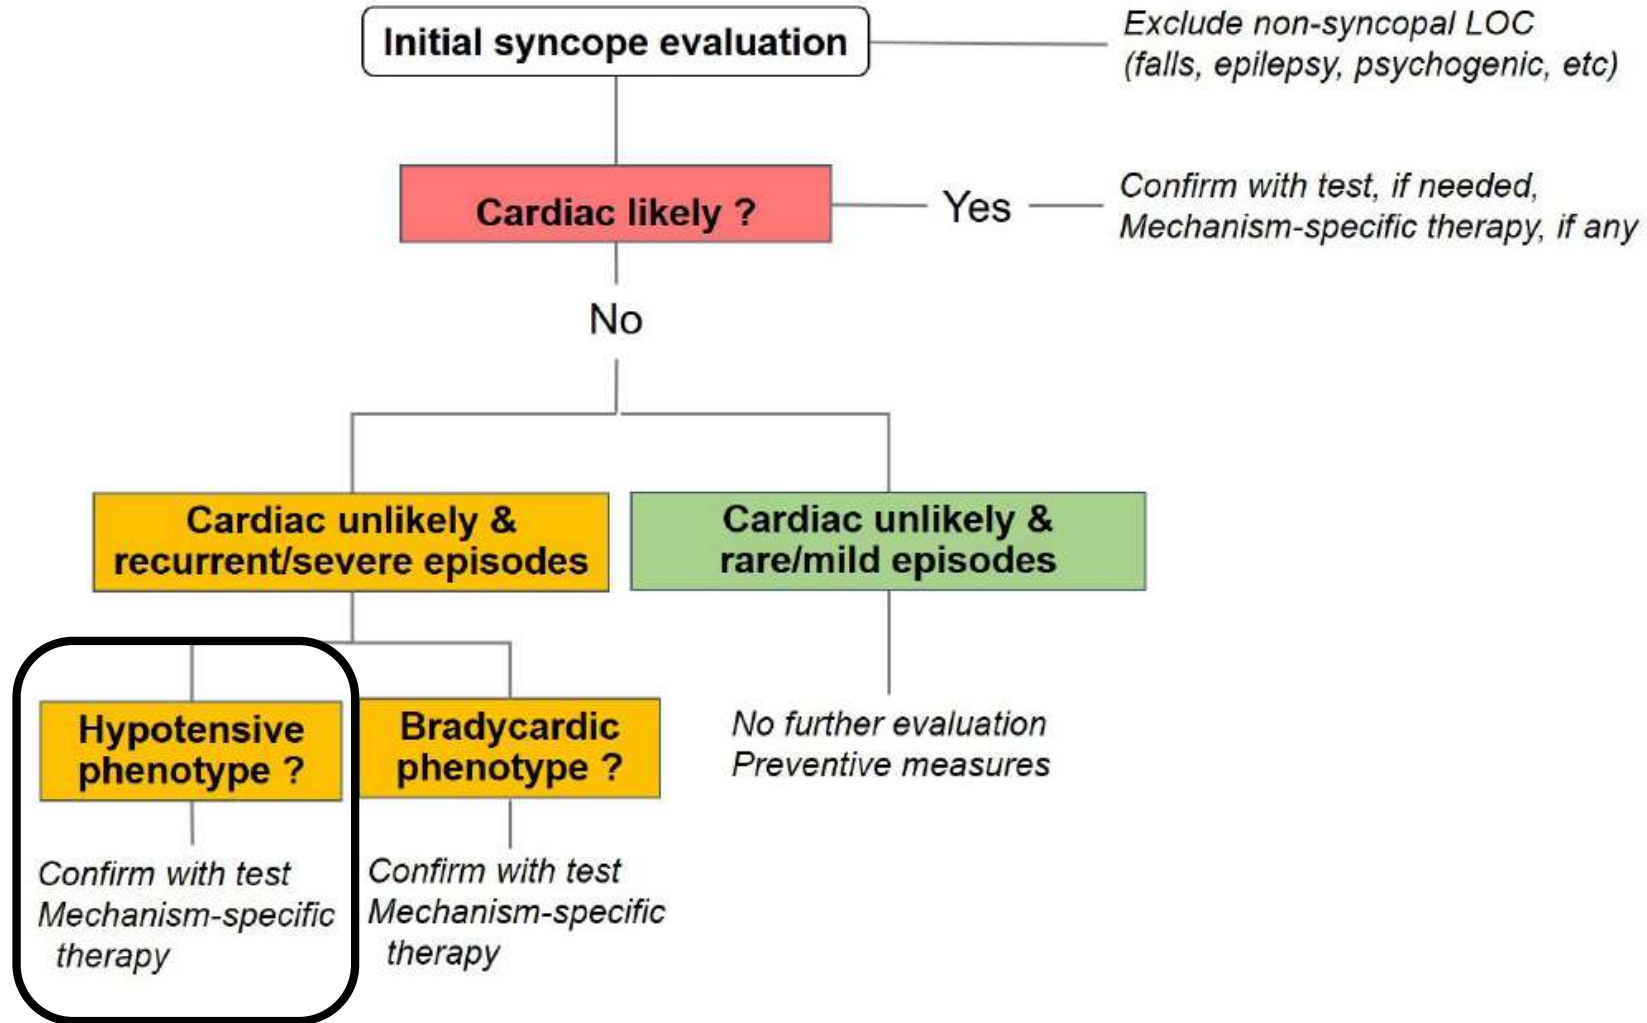 Initial syncope evaluation
Exclude non-syncopal LOC
(falls, epilepsy, psychogenic, etc)
Cardiac likely ?
Yes
Confirm with test, if needed,
Mechanism-specific therapy, if any
No
Cardiac unlikely &
recurrent/severe episodes
Cardiac unlikely &
rare/mild episodes
Hypotensive
phenotype ?
Bradycardic
phenotype ?
No further evaluation
Preventive measures
Confirm with test
Mechanism-specific
therapy
Confirm with test
Mechanism-specific
therapy